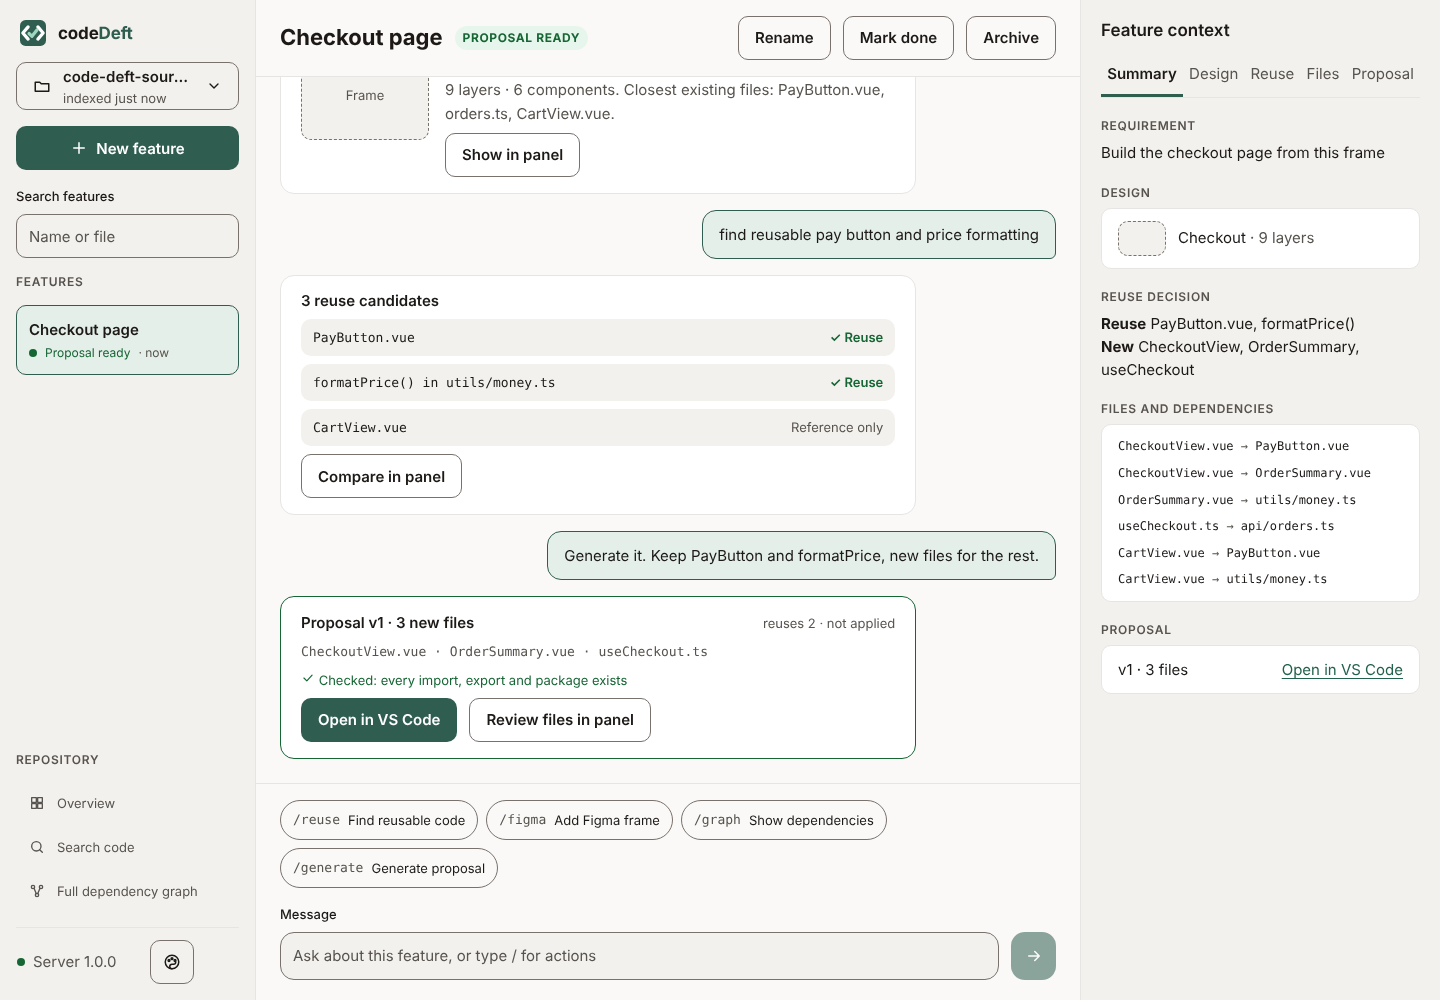 codeDeft
code-deft-sour...
indexed just now
New feature
Search features
Name or file
FEATURES
Checkout page
Proposal ready · now
REPOSITORY
Overview
Search code
Full dependency graph
Server 1.0.0
Checkout page
PROPOSAL READY
Rename
Mark done
Archive
Frame
9 layers · 6 components. Closest existing files: PayButton.vue,
orders.ts, CartView.vue.
Show in panel
find reusable pay button and price formatting
3 reuse candidates
PayButton.vue
✓ Reuse
formatPrice() in utils/money.ts
✓ Reuse
CartView.vue
Reference only
Compare in panel
Generate it. Keep PayButton and formatPrice, new files for the rest.
Proposal v1 · 3 new files
reuses 2 · not applied
CheckoutView.vue · OrderSummary.vue · useCheckout.ts
✓ Checked: every import, export and package exists
Open in VS Code
Review files in panel
/reuse Find reusable code
/figma Add Figma frame
/graph Show dependencies
/generate Generate proposal
Message
Ask about this feature, or type / for actions
Feature context
Summary
Design
Reuse
Files
Proposal
REQUIREMENT
Build the checkout page from this frame
DESIGN
Checkout · 9 layers
REUSE DECISION
Reuse PayButton.vue, formatPrice()
New CheckoutView, OrderSummary,
useCheckout
FILES AND DEPENDENCIES
CheckoutView.vue → PayButton.vue
CheckoutView.vue → OrderSummary.vue
OrderSummary.vue → utils/money.ts
useCheckout.ts → api/orders.ts
CartView.vue → PayButton.vue
CartView.vue → utils/money.ts
PROPOSAL
v1 · 3 files
Open in VS Code